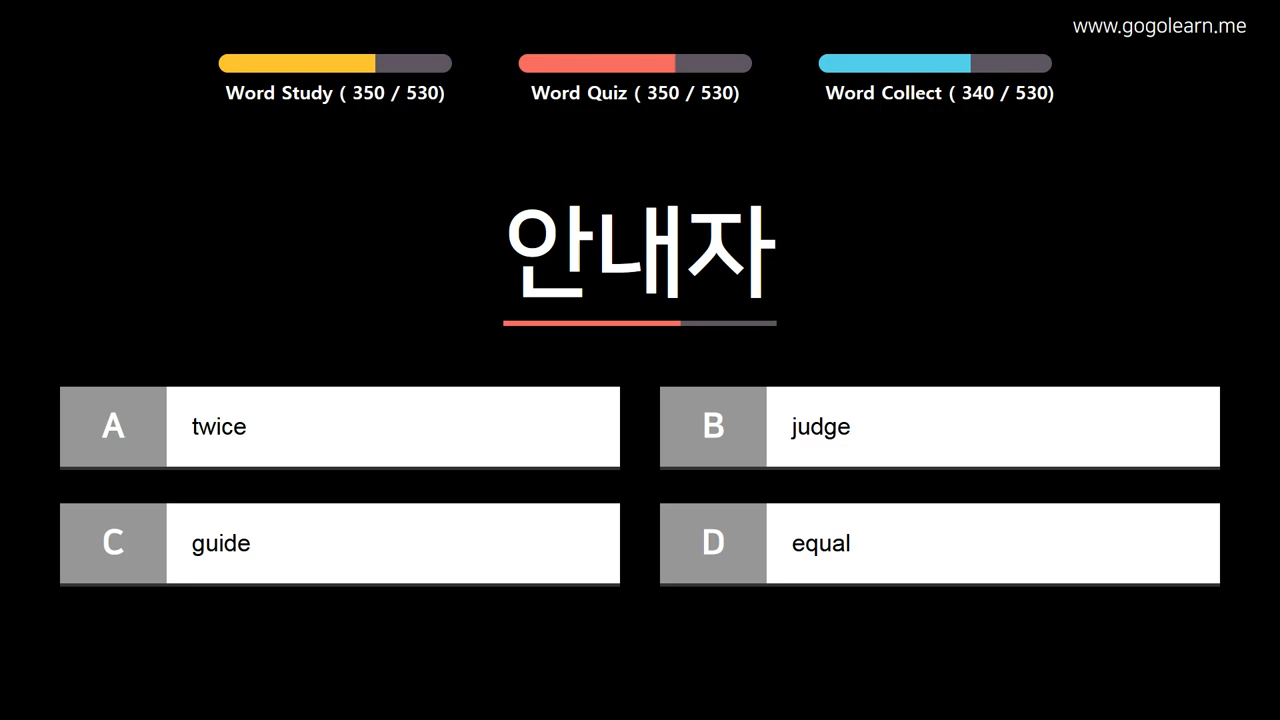 www.gogolearn.me
Word Study ( 350 / 530)
Word Quiz ( 350 / 530)
Word Collect ( 340 / 530)
안내자
A twice
B judge
C guide
D equal